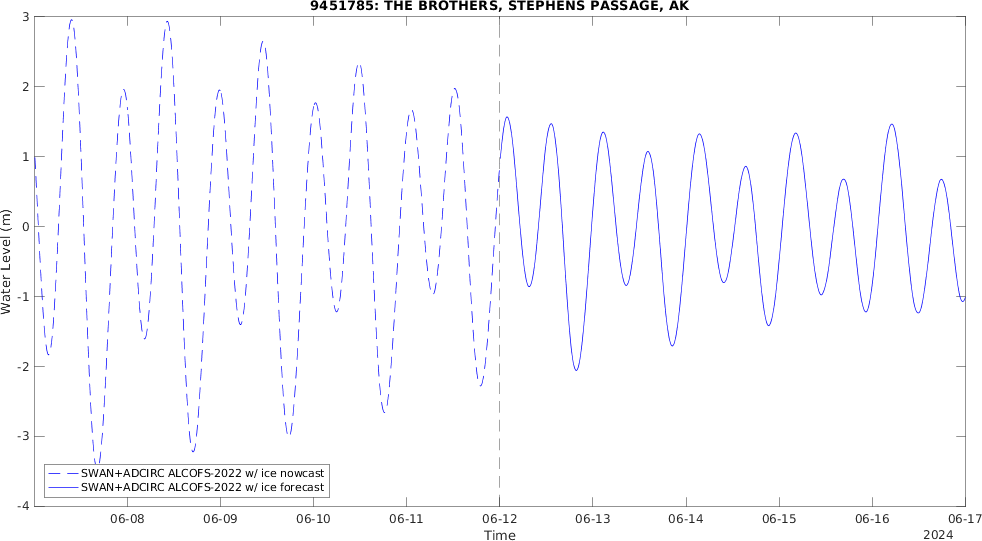 9451785: THE BROTHERS, STEPHENS PASSAGE, AK
3
2
1
0
-1
-2
-3
-4
Water Level (m)
SWAN+ADCIRC ALCOFS-2022 w/ ice nowcast
SWAN+ADCIRC ALCOFS-2022 w/ ice forecast
06-08 06-09 06-10 06-11 06-12 06-13 06-14 06-15 06-16 06-17
Time
2024